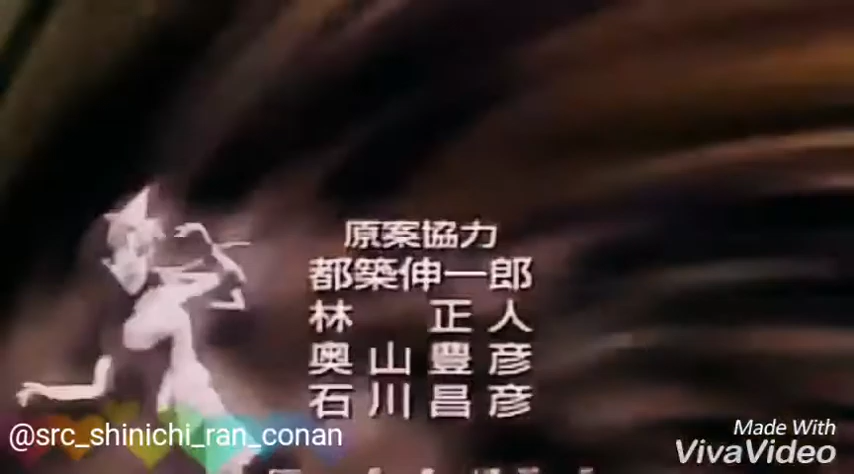 原案協力
都築伸一郎
林 正人
奥山豊彦
石川昌彦
@src_shinichi_ran_conan
Made With
VivaVideo